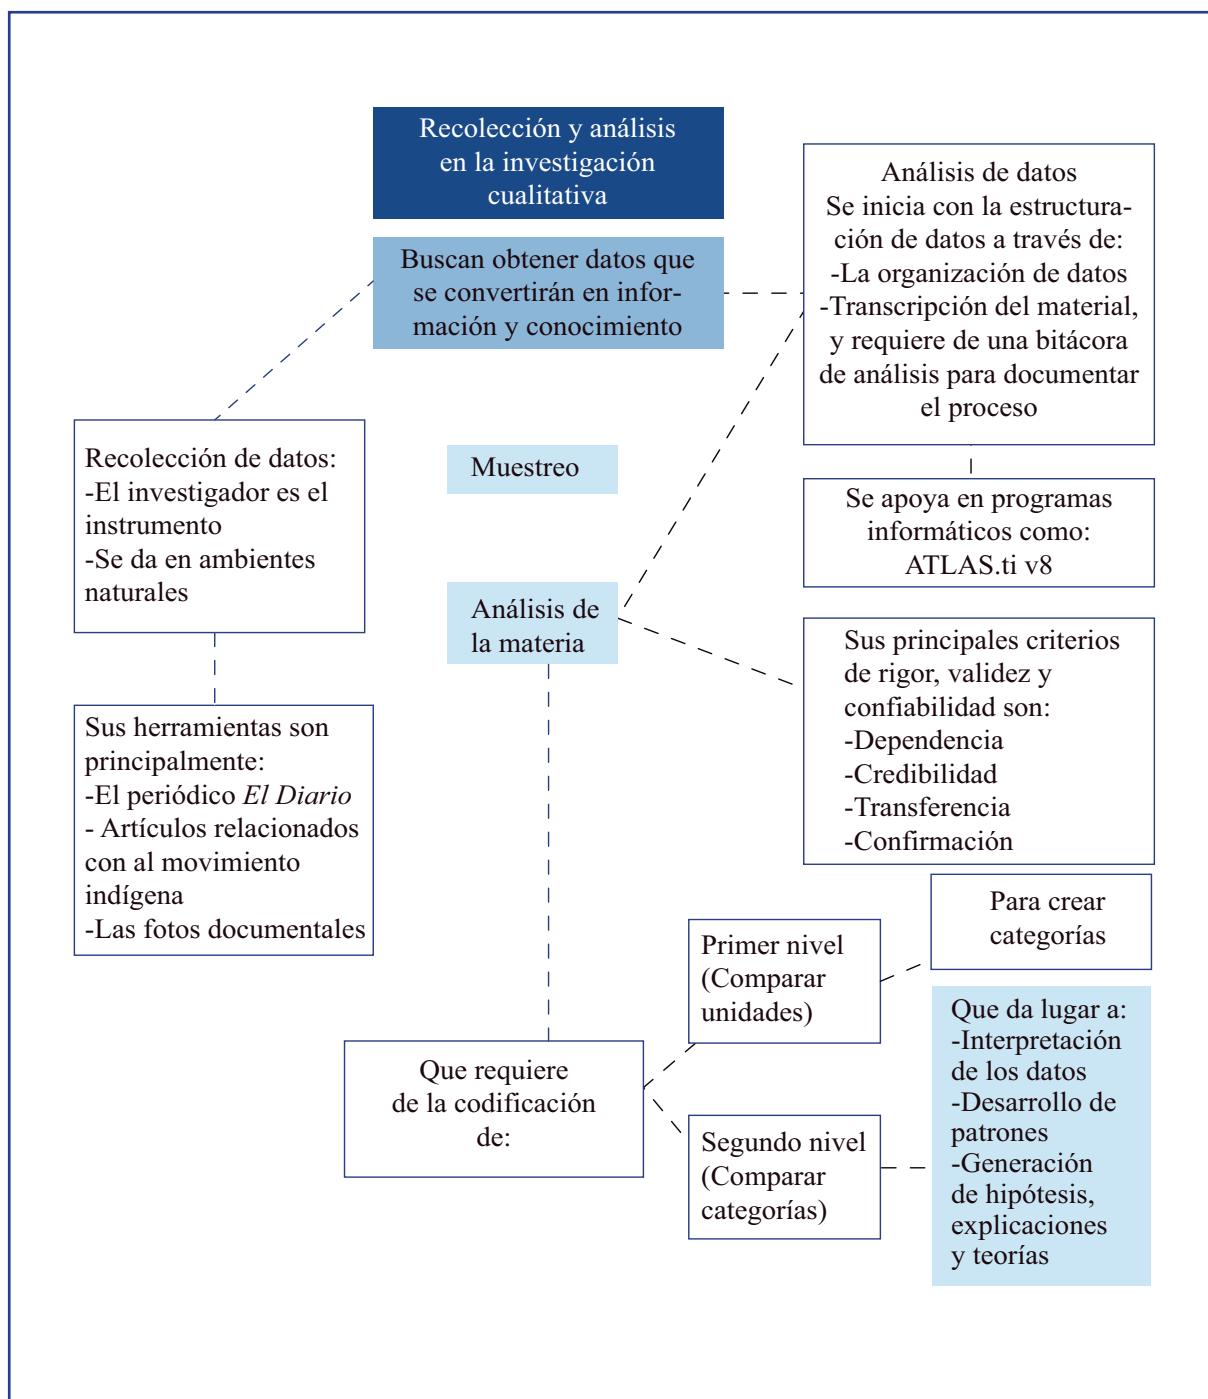 Recolección y análisis
en la investigación
cualitativa
Buscan obtener datos que
se convertirán en infor-
mación y conocimiento
Análisis de datos
Se inicia con la estructura-
ción de datos a través de:
-La organización de datos
-Transcripción del material,
y requiere de una bitácora
de análisis para documentar
el proceso
Recolección de datos:
-El investigador es el
instrumento
-Se da en ambientes
naturales
Muestreo
Se apoya en programas
informáticos como:
ATLAS.ti v8
Análisis de
la materia
Sus principales criterios
de rigor, validez y
confiabilidad son:
-Dependencia
-Credibilidad
-Transferencia
-Confirmación
Sus herramientas son
principalmente:
-El periódico El Diario
- Artículos relacionados
con al movimiento
indígena
-Las fotos documentales
Que requiere
de la codificación
de:
Primer nivel
(Comparar
unidades)
Para crear
categorías
Segundo nivel
(Comparar
categorías)
Que da lugar a:
-Interpretación
de los datos
-Desarrollo de
patrones
-Generación
de hipótesis,
explicaciones
y teorías